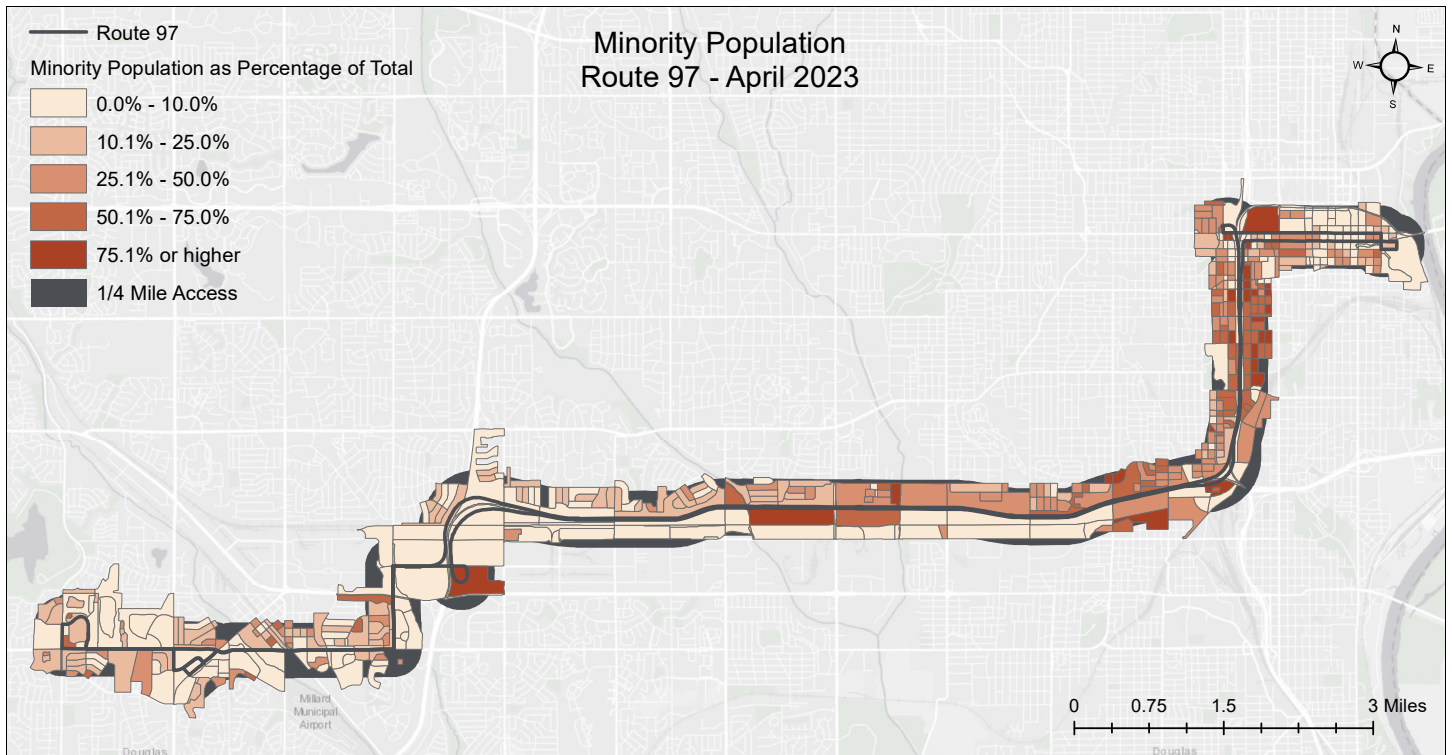 Minority Population
Route 97 - April 2023
Route 97
Minority Population as Percentage of Total
0.0% - 10.0%
10.1% - 25.0%
25.1% - 50.0%
50.1% - 75.0%
75.1% or higher
1/4 Mile Access
N
W
E
S
Millard
Municipal
Airport
0
0.75
1.5
3 Miles
Douglas
Douglas